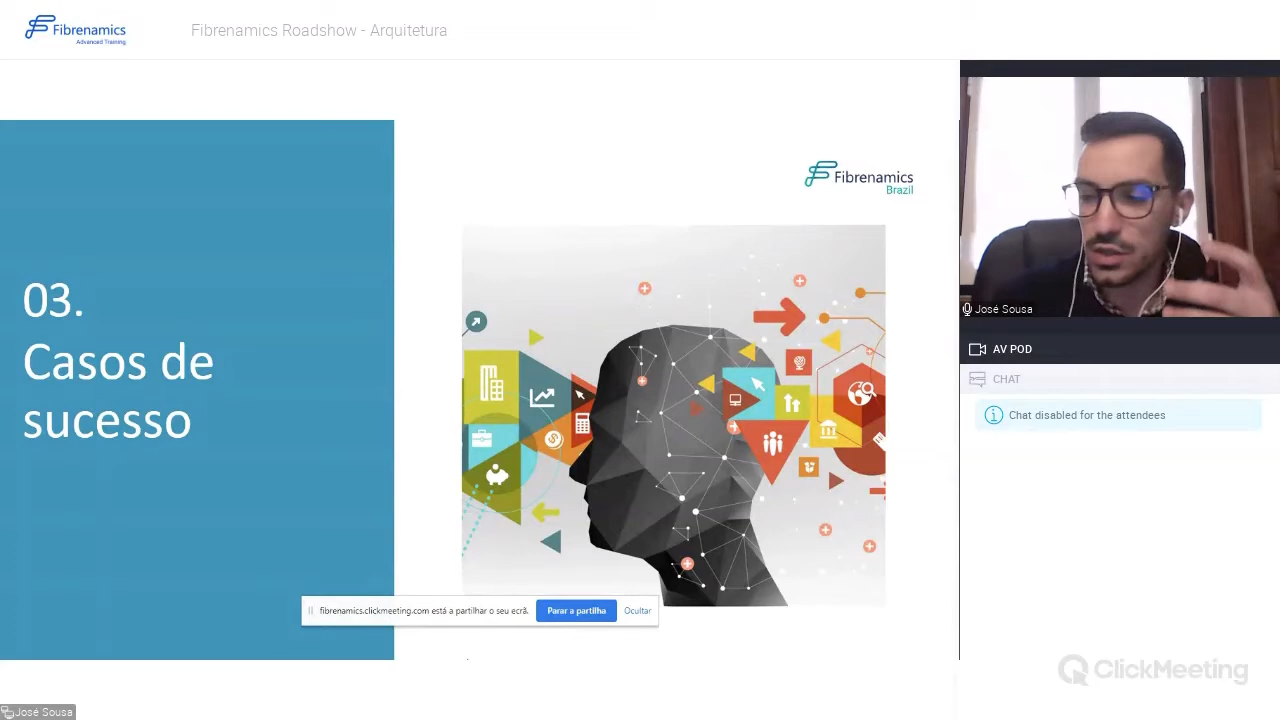 Fibrenamics
Advanced Training
Fibrenamics Roadshow - Arquitetura
Fibrenamics
Brazil
03.
Casos de
sucesso
fibrenamics.clickmeeting.com está a partilhar o seu ecrã.
Parar a partilha
Ocultar
José Sousa
AV POD
CHAT
Chat disabled for the attendees
ClickMeeting
José Sousa